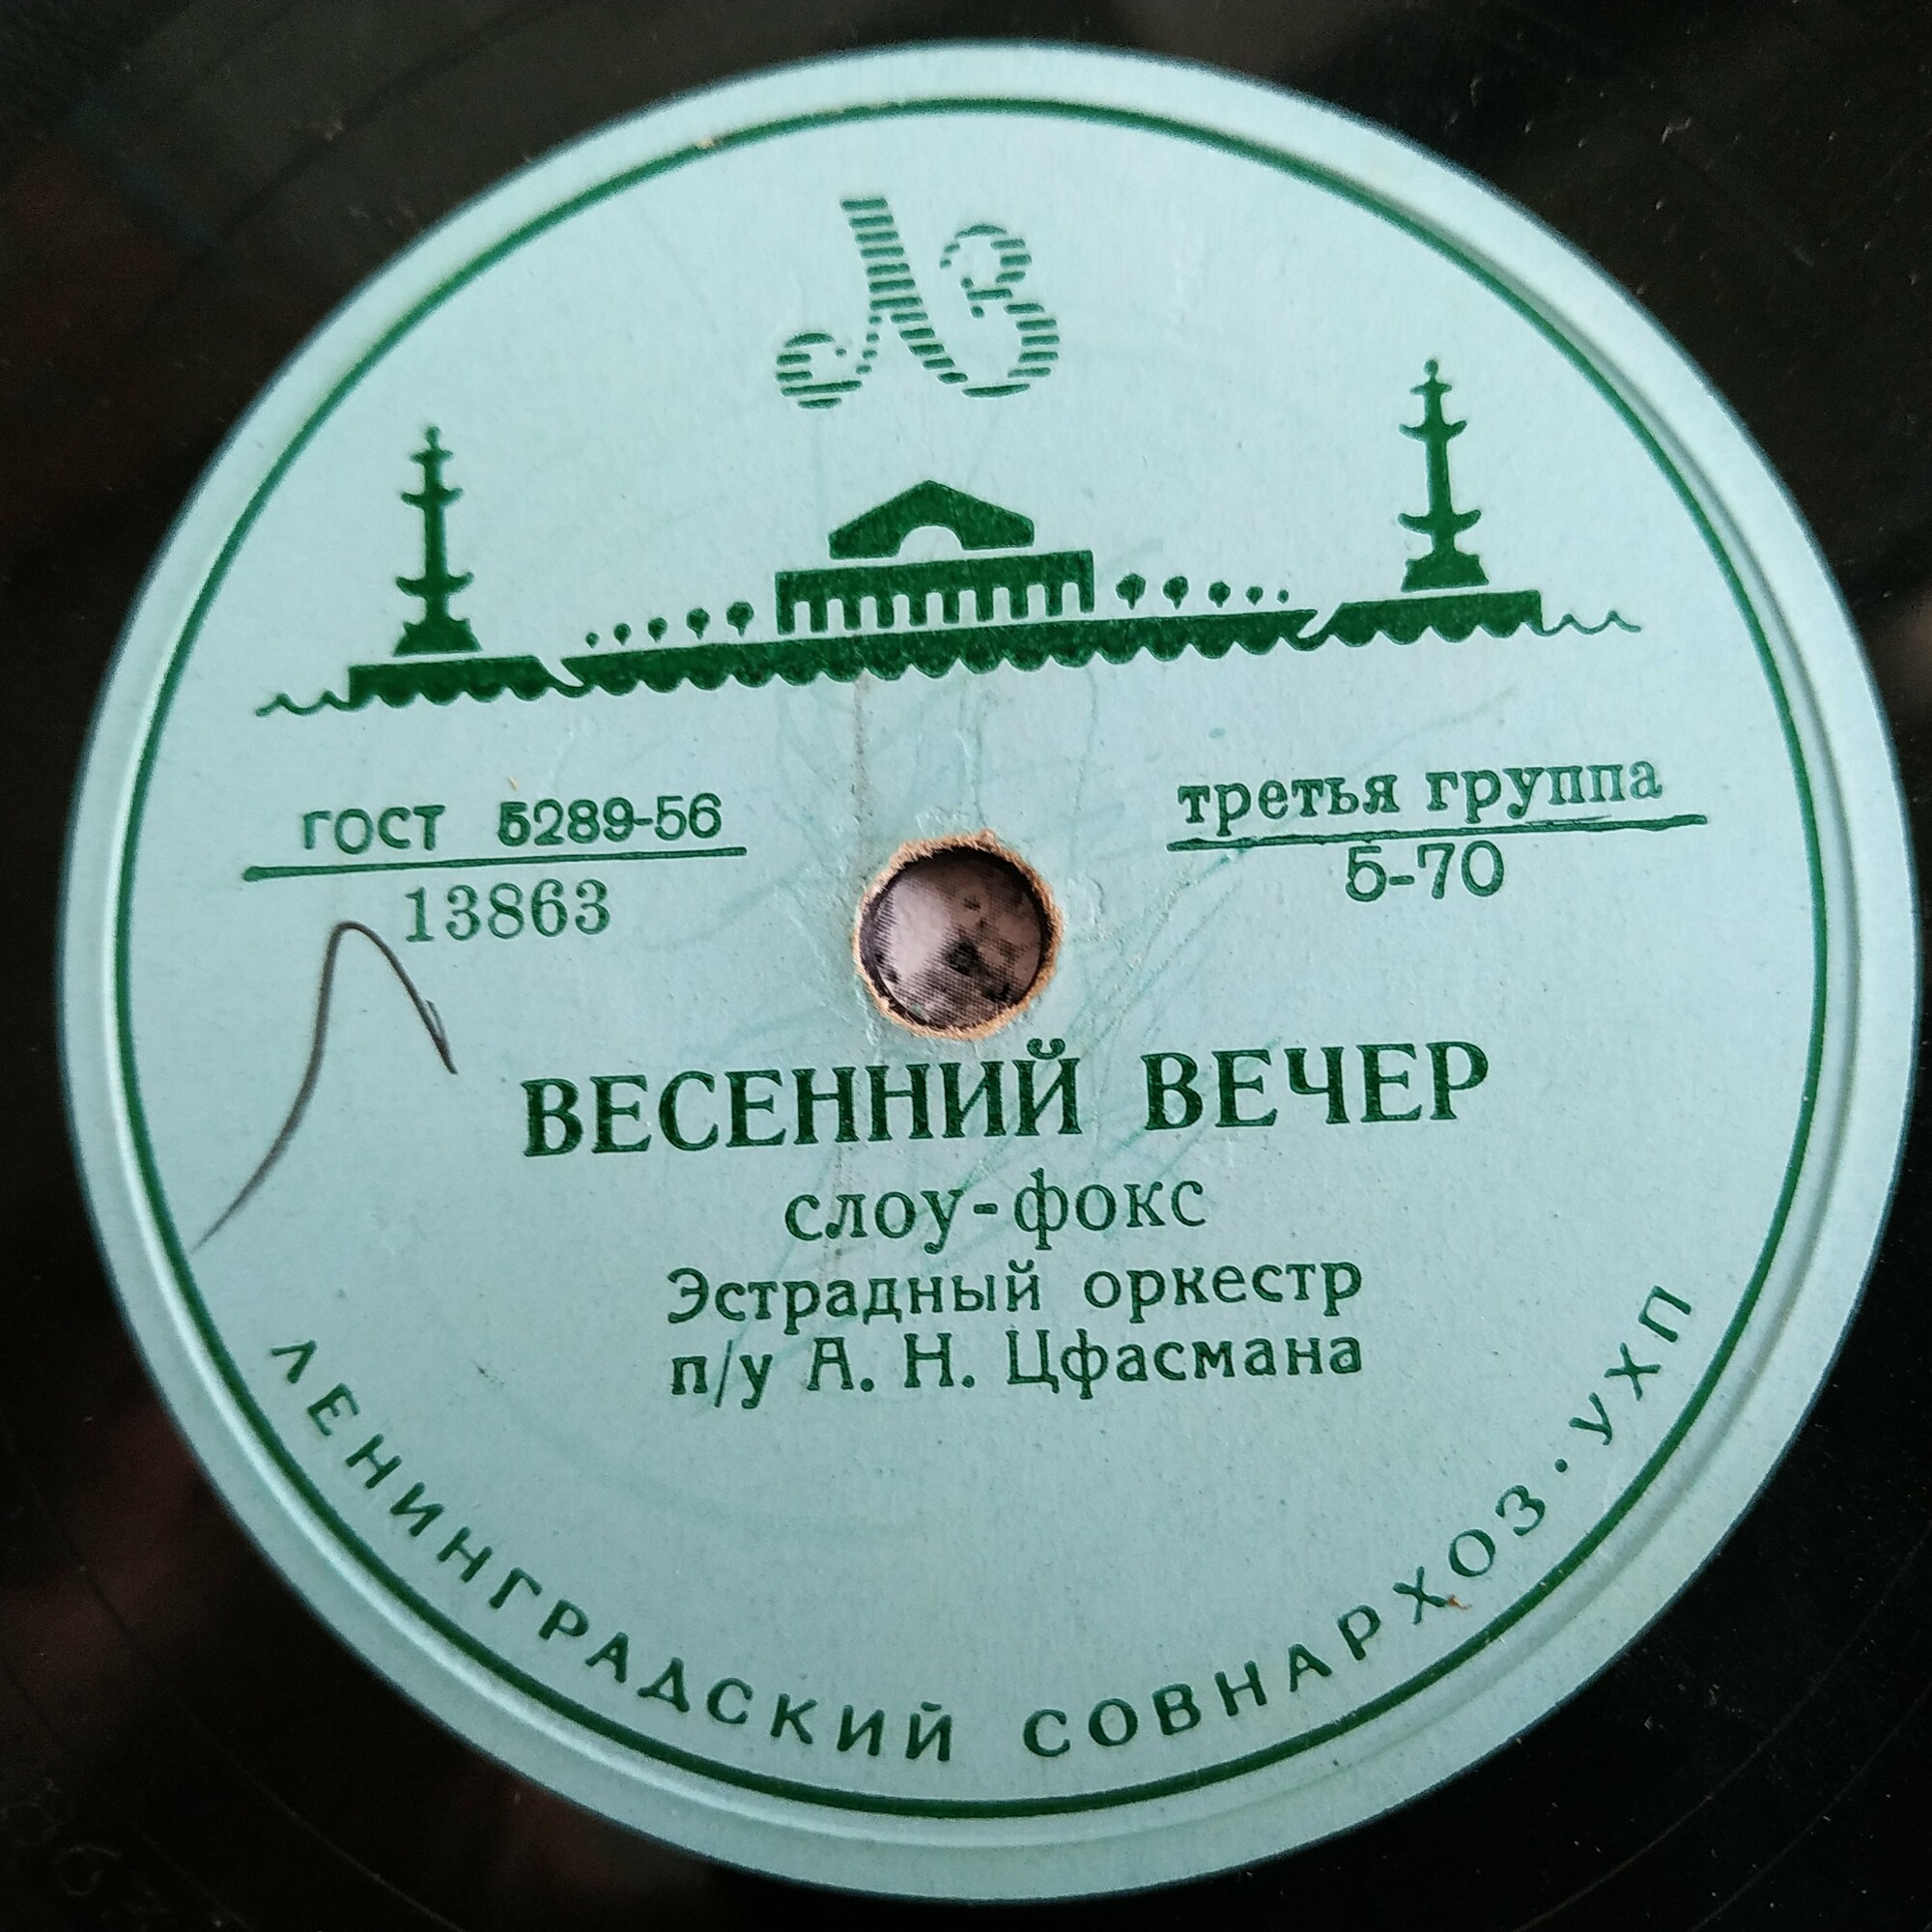 ЛЗ
ГОСТ 5289-56
13863
третья группа
5-70
ВЕСЕННИЙ ВЕЧЕР
слоу-фокс
Эстрадный оркестр
п/у А. Н. Цфасмана
ЛЕНИНГРАДСКИЙ СОВНАРХОЗ·УХП